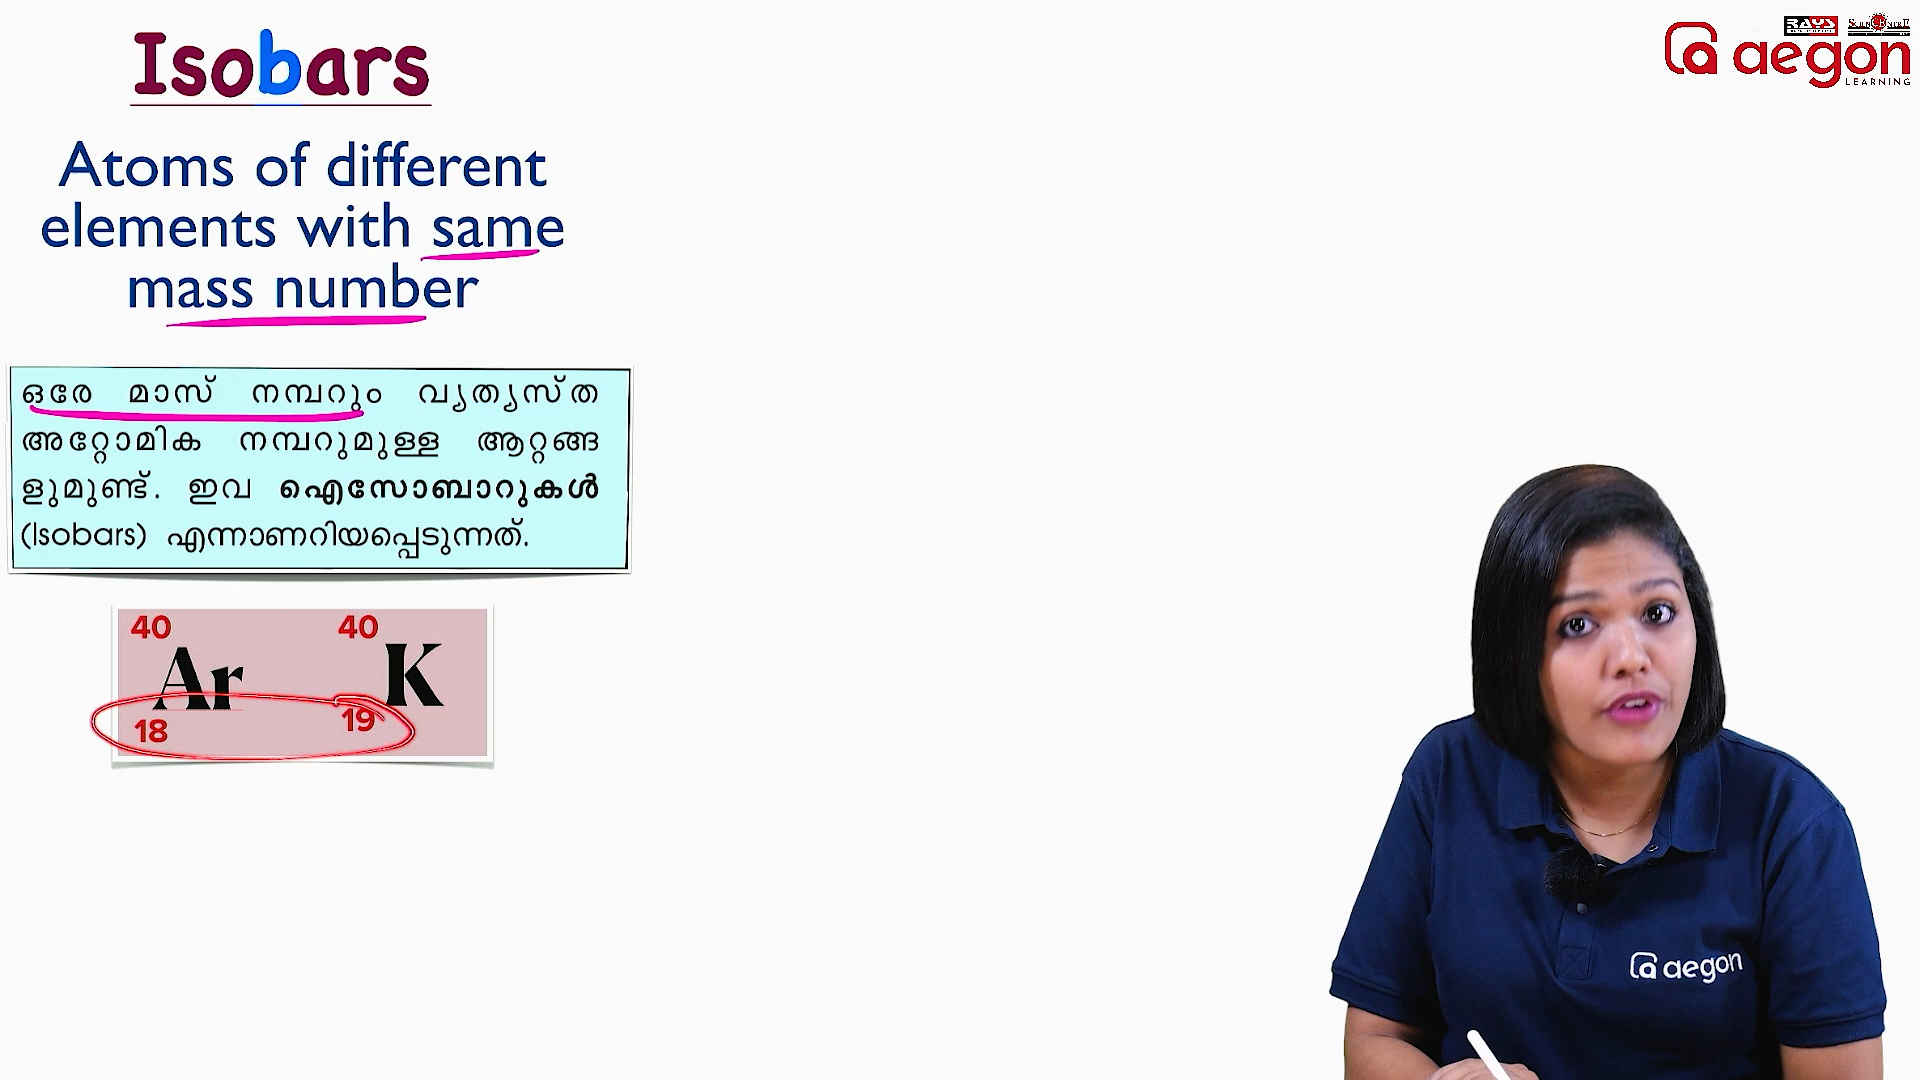 Isobars
RAYS
aegon
LEARNING
Atoms of different
elements with same
mass number
ഒരേ മാസ് നമ്പറും വ്യത്യസ്ത
അറ്റോമിക നമ്പറുമുള്ള ആറ്റങ്ങ
ളുമുണ്ട്. ഇവ ഐസോബാറുകൾ
(Isobars) എന്നാണറിയപ്പെടുന്നത്.
40 40
Ar K
18 19
aegon